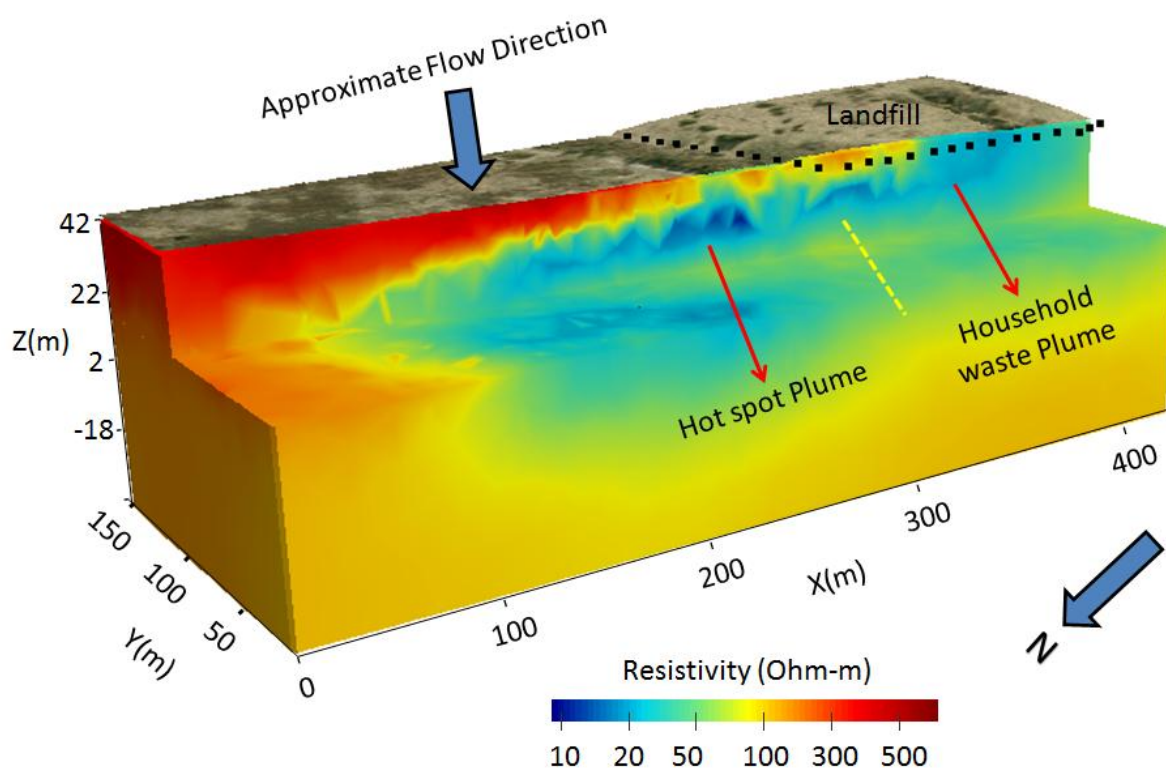 Approximate Flow Direction
Landfill
42
22
Z(m)
2
-18
Household
waste Plume
Hot spot Plume
150
100
50
Y(m)
0
100
200
300
400
X(m)
N
Resistivity (Ohm-m)
10 20 50 100 300 500